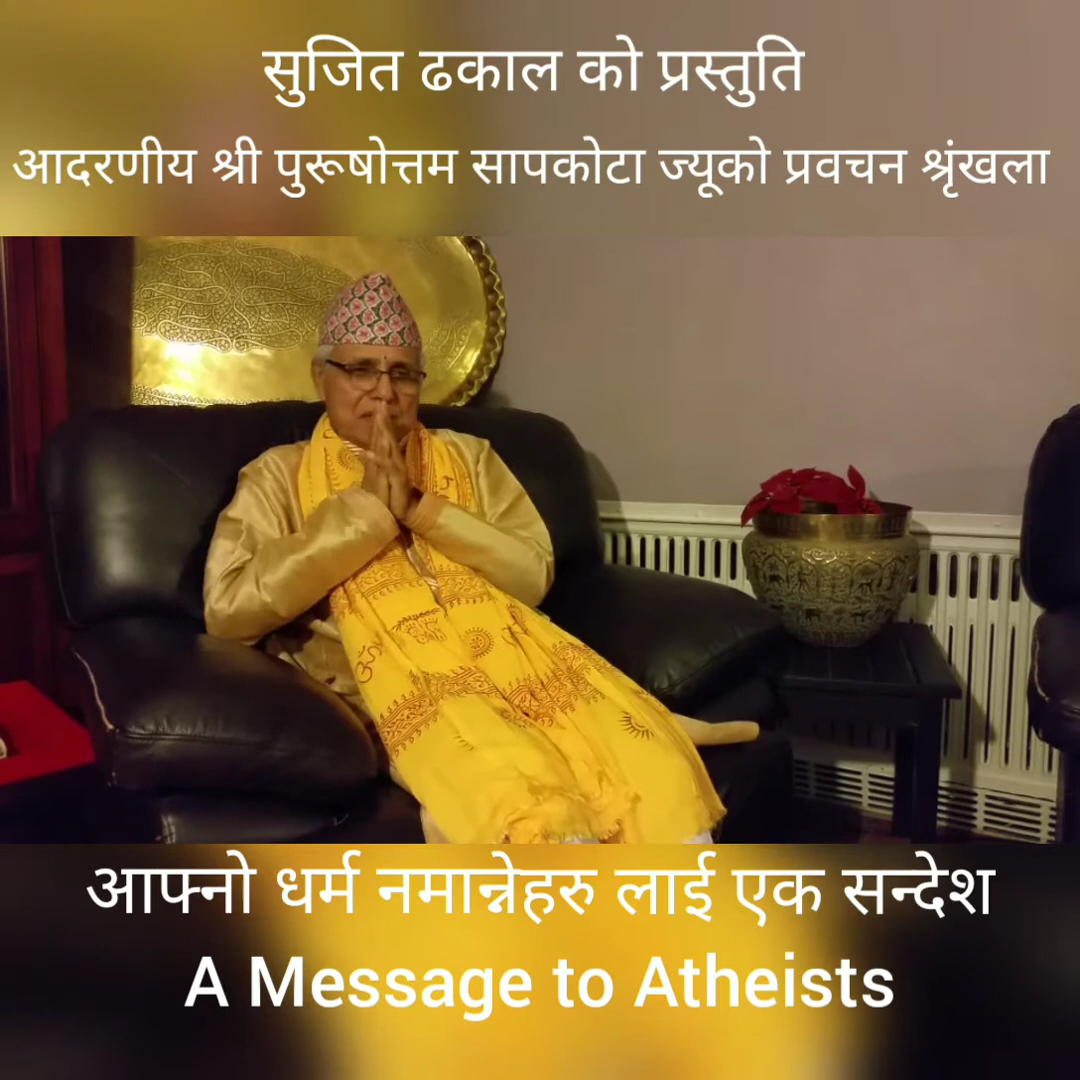 सुजित ढकाल को प्रस्तुति
आदरणीय श्री पुरूषोत्तम सापकोटा ज्यूको प्रवचन श्रृंखला
ॐ
आफ्नो धर्म नमान्नेहरु लाई एक सन्देश
A Message to Atheists